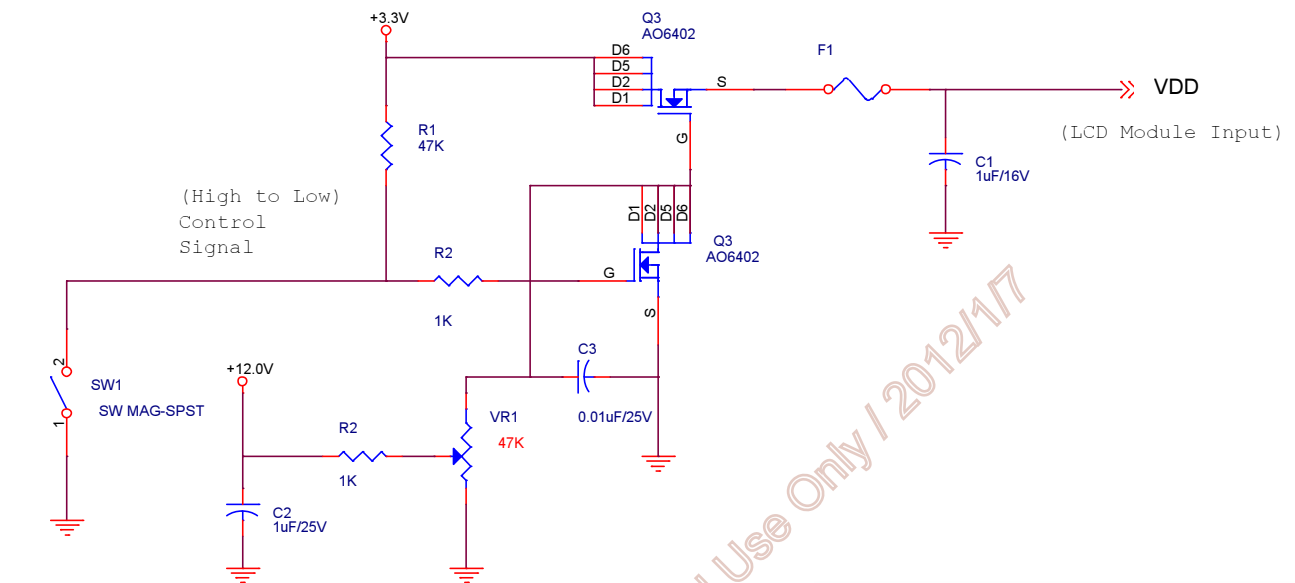 +3.3V
Q3
AO6402
D6
D5
D2
D1
S
G
F1
VDD
(LCD Module Input)
C1
1uF/16V
R1
47K
(High to Low)
Control
Signal
D1
D2
D5
D6
Q3
AO6402
G
S
R2
1K
2
SW1
SW MAG-SPST
1
+12.0V
R2
1K
C2
1uF/25V
VR1
47K
C3
0.01uF/25V
Use Only / 2012/1/7